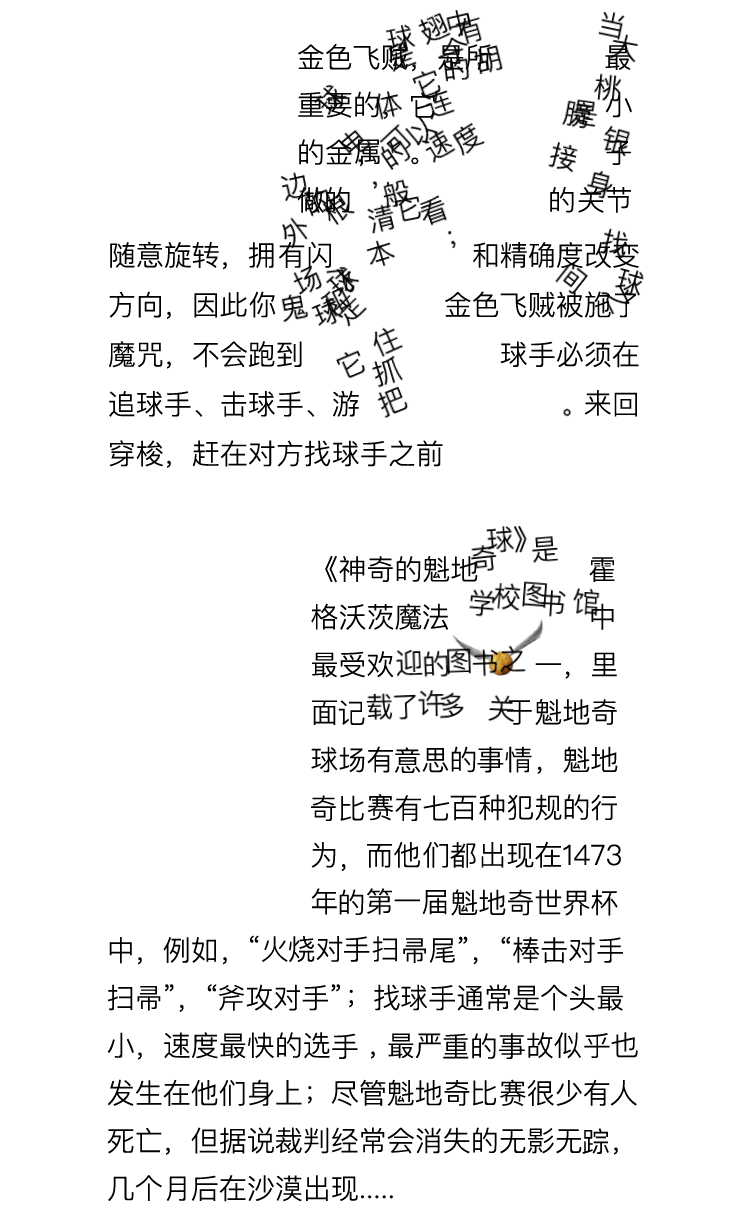 球翅中有
当
金色飞贼，是所 胡 最
大
它的
桃
重要的，它 体 连 小
是
可以
银
的金属 的 速度 。子
接
身
边 般 做的 的关节
清 它看
外 本 ；
找
随意旋转，拥有闪 和精确度改变
场 间 球
方向，因此你 鬼 球 走 金色飞贼被施了
住
魔咒，不会跑到 它 抓 球手必须在
追球手、击球手、游 把 。来回
穿梭，赶在对方找球手之前
《神奇的魁地奇球》是 霍
格沃茨魔法学校图书馆中
最受欢迎的图书之一，里
面记载了许多 关于魁地奇
球场有意思的事情，魁地
奇比赛有七百种犯规的行
为，而他们都出现在1473
年的第一届魁地奇世界杯
中，例如，“火烧对手扫帚尾”，“棒击对手
扫帚”，“斧攻对手”；找球手通常是个头最
小，速度最快的选手，最严重的事故似乎也
发生在他们身上；尽管魁地奇比赛很少有人
死亡，但据说裁判经常会消失的无影无踪，
几个月后在沙漠出现.....